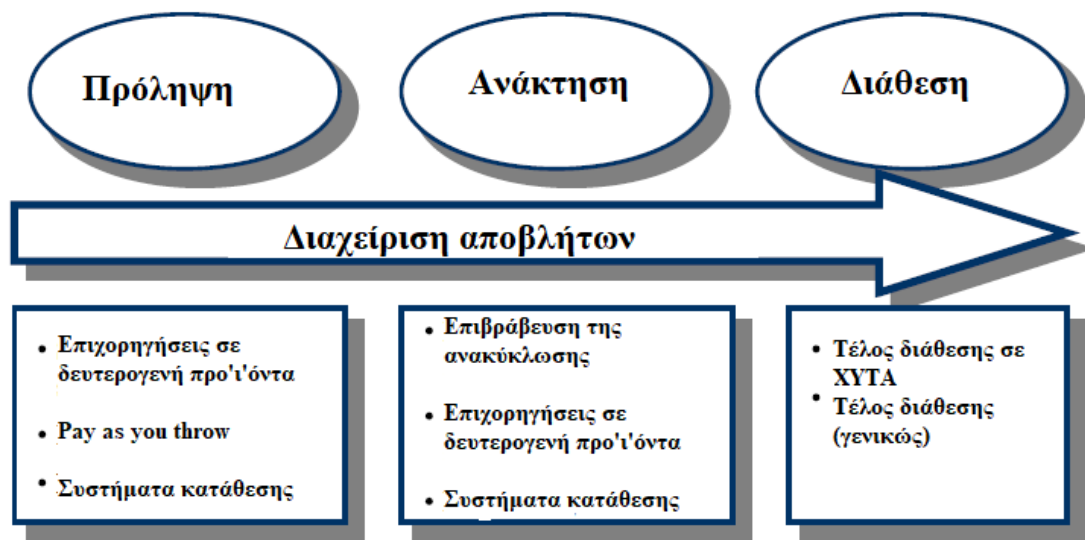 Πρόληψη
Ανάκτηση
Διάθεση
Διαχείριση αποβλήτων
• Επιχορηγήσεις σε
δευτερογενή προ'ι'όντα
• Pay as you throw
• Συστήματα κατάθεσης
• Επιβράβευση της
ανακύκλωσης
• Επιχορηγήσεις σε
δευτερογενή προ'ι'όντα
• Συστήματα κατάθεσης
• Τέλος διάθεσης σε
ΧΥΤΑ
• Τέλος διάθεσης
(γενικώς)